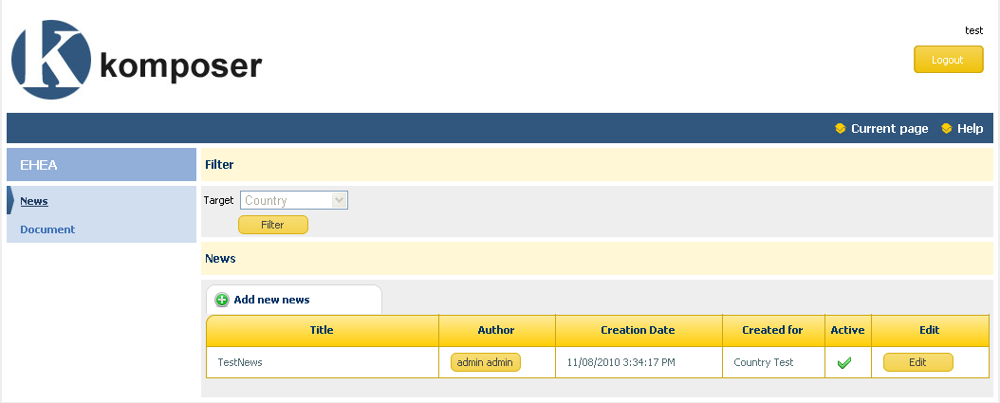 test
K komposer
Logout
Current page Help
EHEA
Filter
News
Document
Target Country
Filter
News
Add new news
Title Author Creation Date Created for Active Edit
TestNews admin admin 11/08/2010 3:34:17 PM Country Test Edit